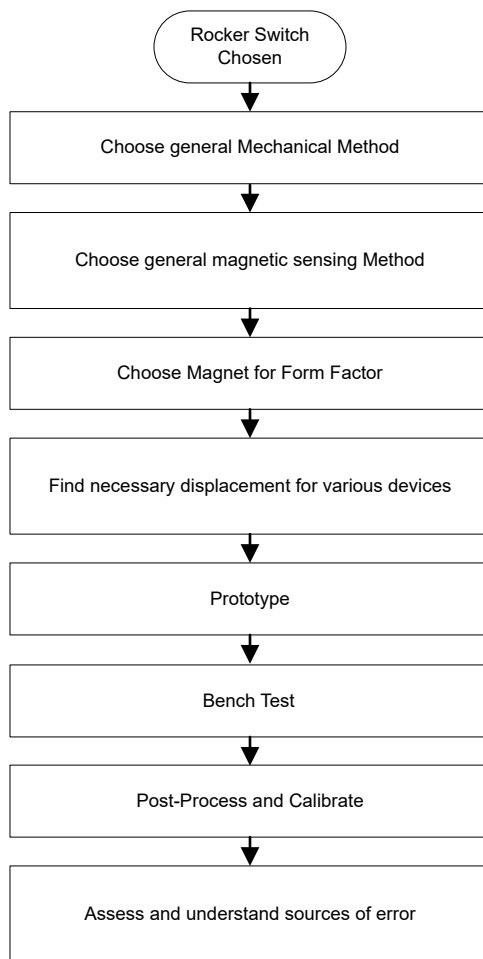 Rocker Switch
Chosen
Choose general Mechanical Method
Choose general magnetic sensing Method
Choose Magnet for Form Factor
Find necessary displacement for various devices
Prototype
Bench Test
Post-Process and Calibrate
Assess and understand sources of error